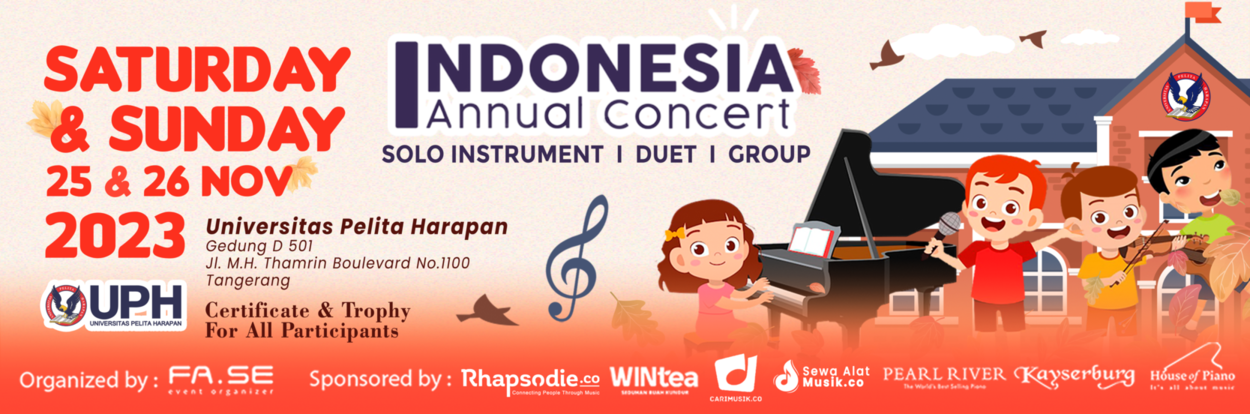 SATURDAY
& SUNDAY
25 & 26 NOV
2023
INDONESIA
Annual Concert
SOLO INSTRUMENT I DUET I GROUP
Universitas Pelita Harapan
Gedung D 501
Jl. M.H. Thamrin Boulevard No.1100
Tangerang
UPH
UNIVERSITAS PELITA HARAPAN
Certificate & Trophy
For All Participants
Organized by : FA.SE
event organizer
Sponsored by : Rhapsodie.co
Connecting People Through Music
WINtea
SEDUHAN BUAH KUNDUR
CARIMUSIK.CO
Sewa Alat
Musik.co
PEARL RIVER
The World's Best Selling Piano
Kayserburg
House of Piano
It's all about music